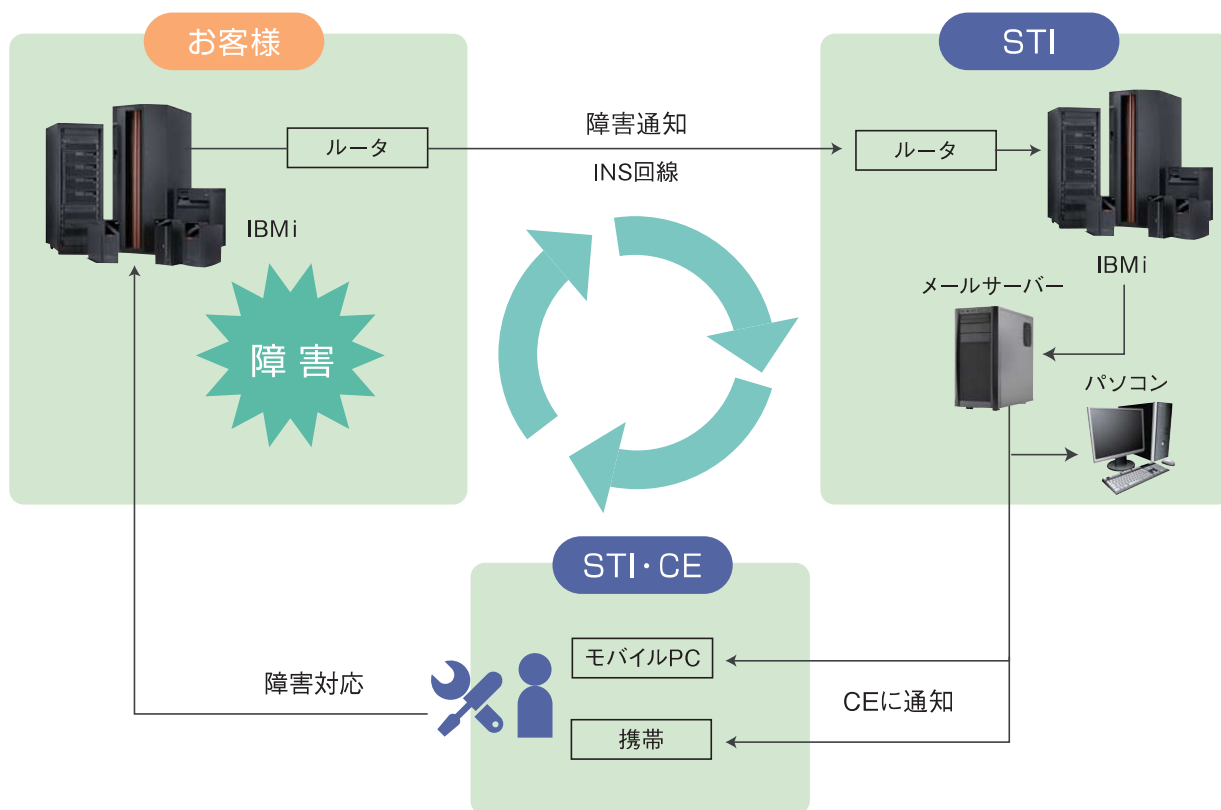 お客様
STI
障害通知
ルータ
ルータ
INS回線
IBMi
IBMi
メールサーバー
障害
パソコン
STI・CE
モバイルPC
障害対応
CEに通知
携帯